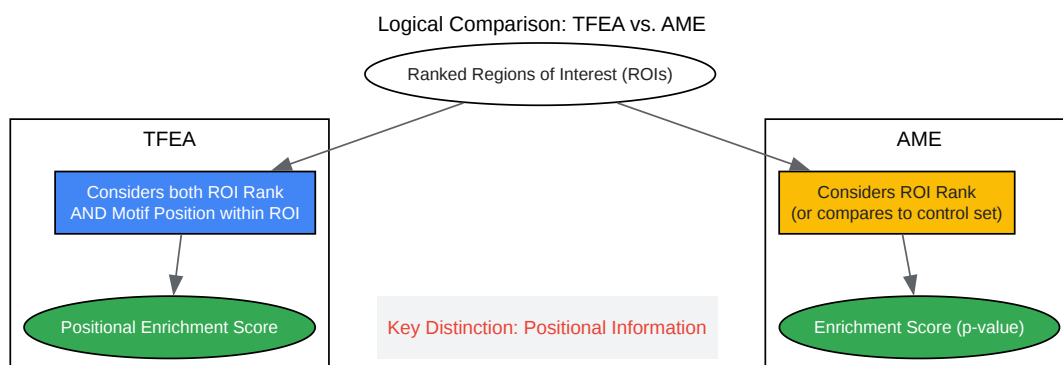 Logical Comparison: TFEA vs. AME
Ranked Regions of Interest (ROIs)
TFEA
Considers both ROI Rank
AND Motif Position within ROI
Positional Enrichment Score
Key Distinction: Positional Information
AME
Considers ROI Rank
(or compares to control set)
Enrichment Score (p-value)